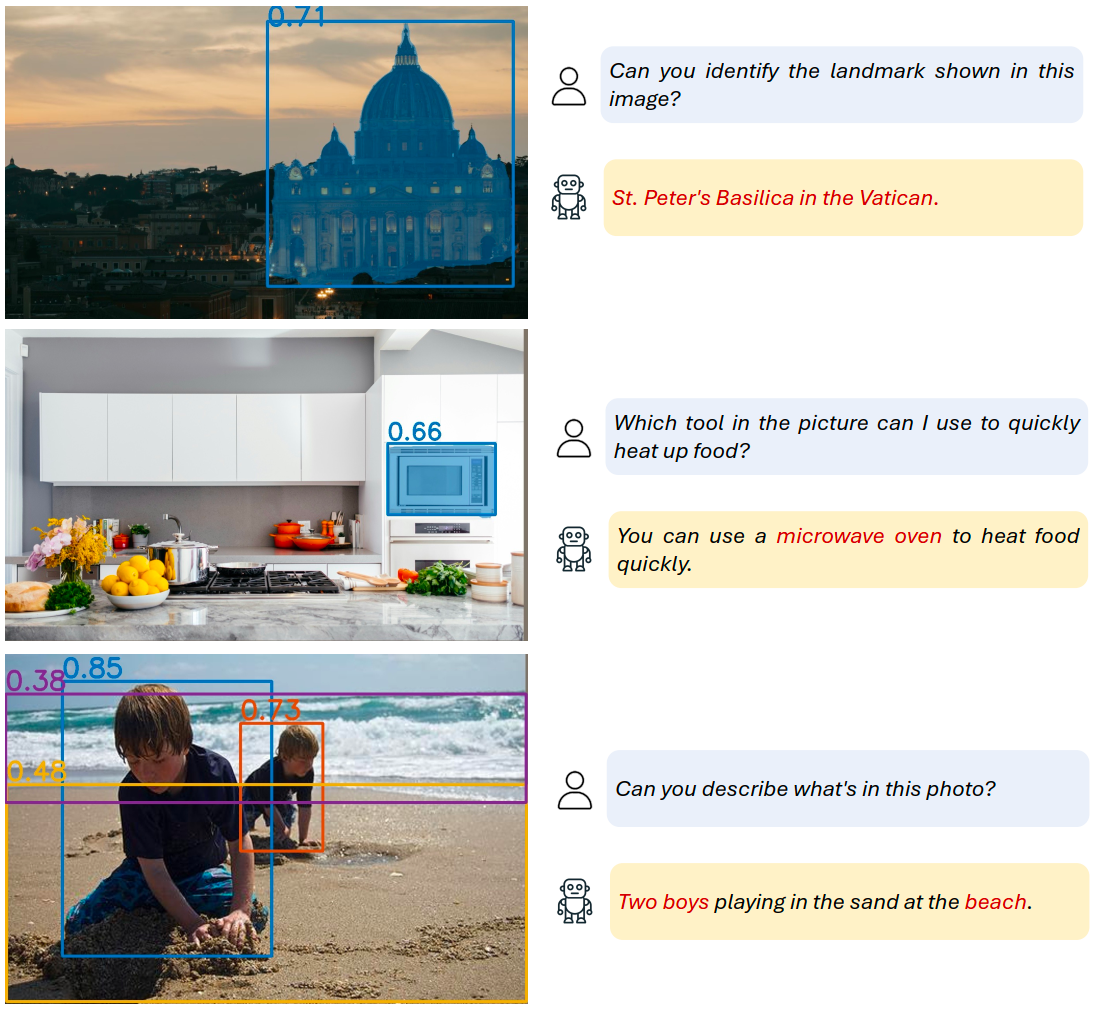 0.71
Can you identify the landmark shown in this
image?
St. Peter's Basilica in the Vatican.
0.66
Which tool in the picture can I use to quickly
heat up food?
You can use a microwave oven to heat food
quickly.
0.85
0.38
0.73
0.48
Can you describe what's in this photo?
Two boys playing in the sand at the beach.